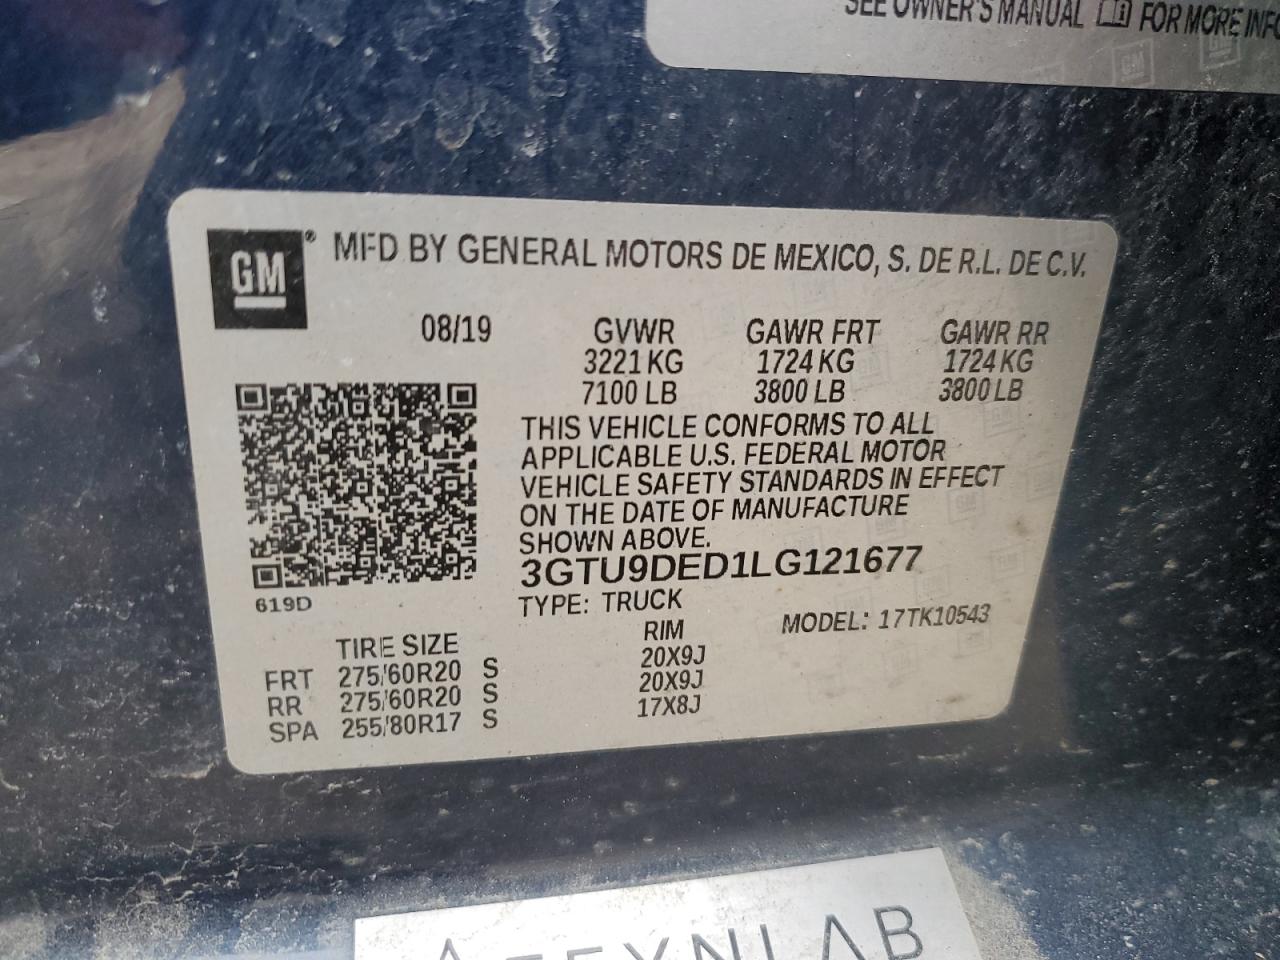 SEE OWNER'S MANUAL FOR MORE
GM
GM
GM ® MFD BY GENERAL MOTORS DE MEXICO, S. DE R.L. DE C.V.
08/19 GVWR GAWR FRT GAWR RR
3221 KG 1724 KG 1724 KG
7100 LB 3800 LB 3800 LB
THIS VEHICLE CONFORMS TO ALL
APPLICABLE U.S. FEDERAL MOTOR
VEHICLE SAFETY STANDARDS IN EFFECT
ON THE DATE OF MANUFACTURE
SHOWN ABOVE.
3GTU9DED1LG121677
619D
TYPE: TRUCK MODEL: 17TK10543
TIRE SIZE RIM
FRT 275/60R20 S 20X9J
RR 275/60R20 S 20X9J
SPA 255/80R17 S 17X8J